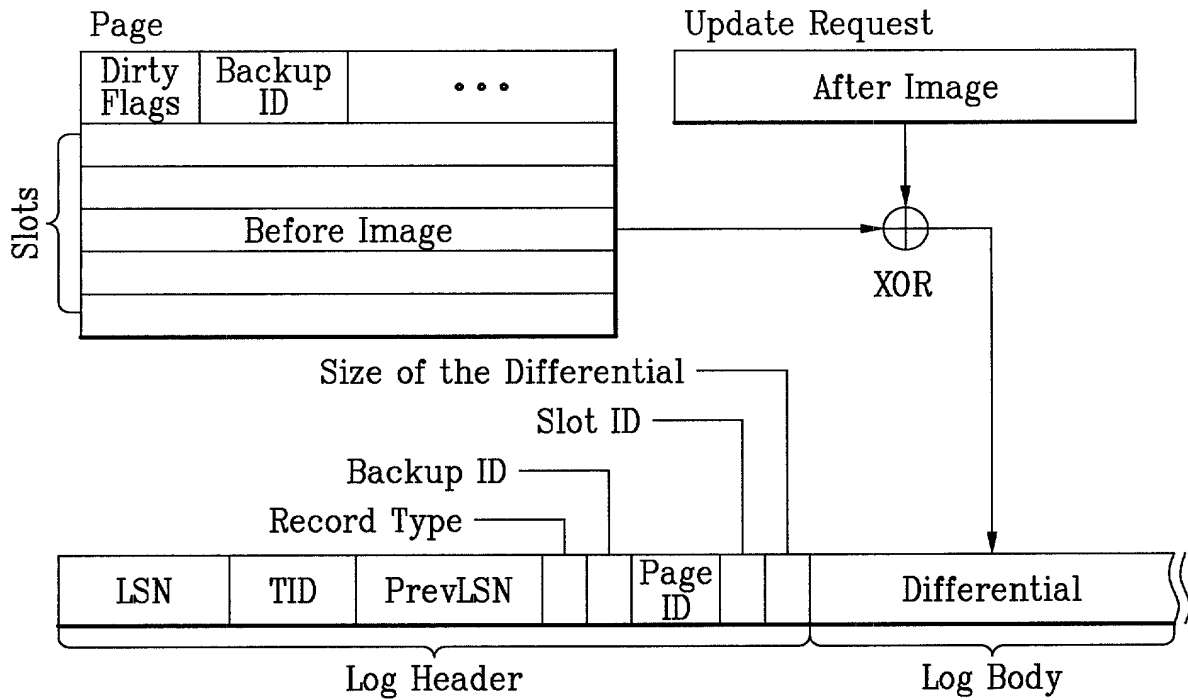 Page
Update Request
Dirty
Flags
Backup
ID
After Image
Slots
Before Image
XOR
Size of the Differential
Slot ID
Backup ID
Record Type
LSN
TID
PrevLSN
Page
ID
Differential
Log Header
Log Body